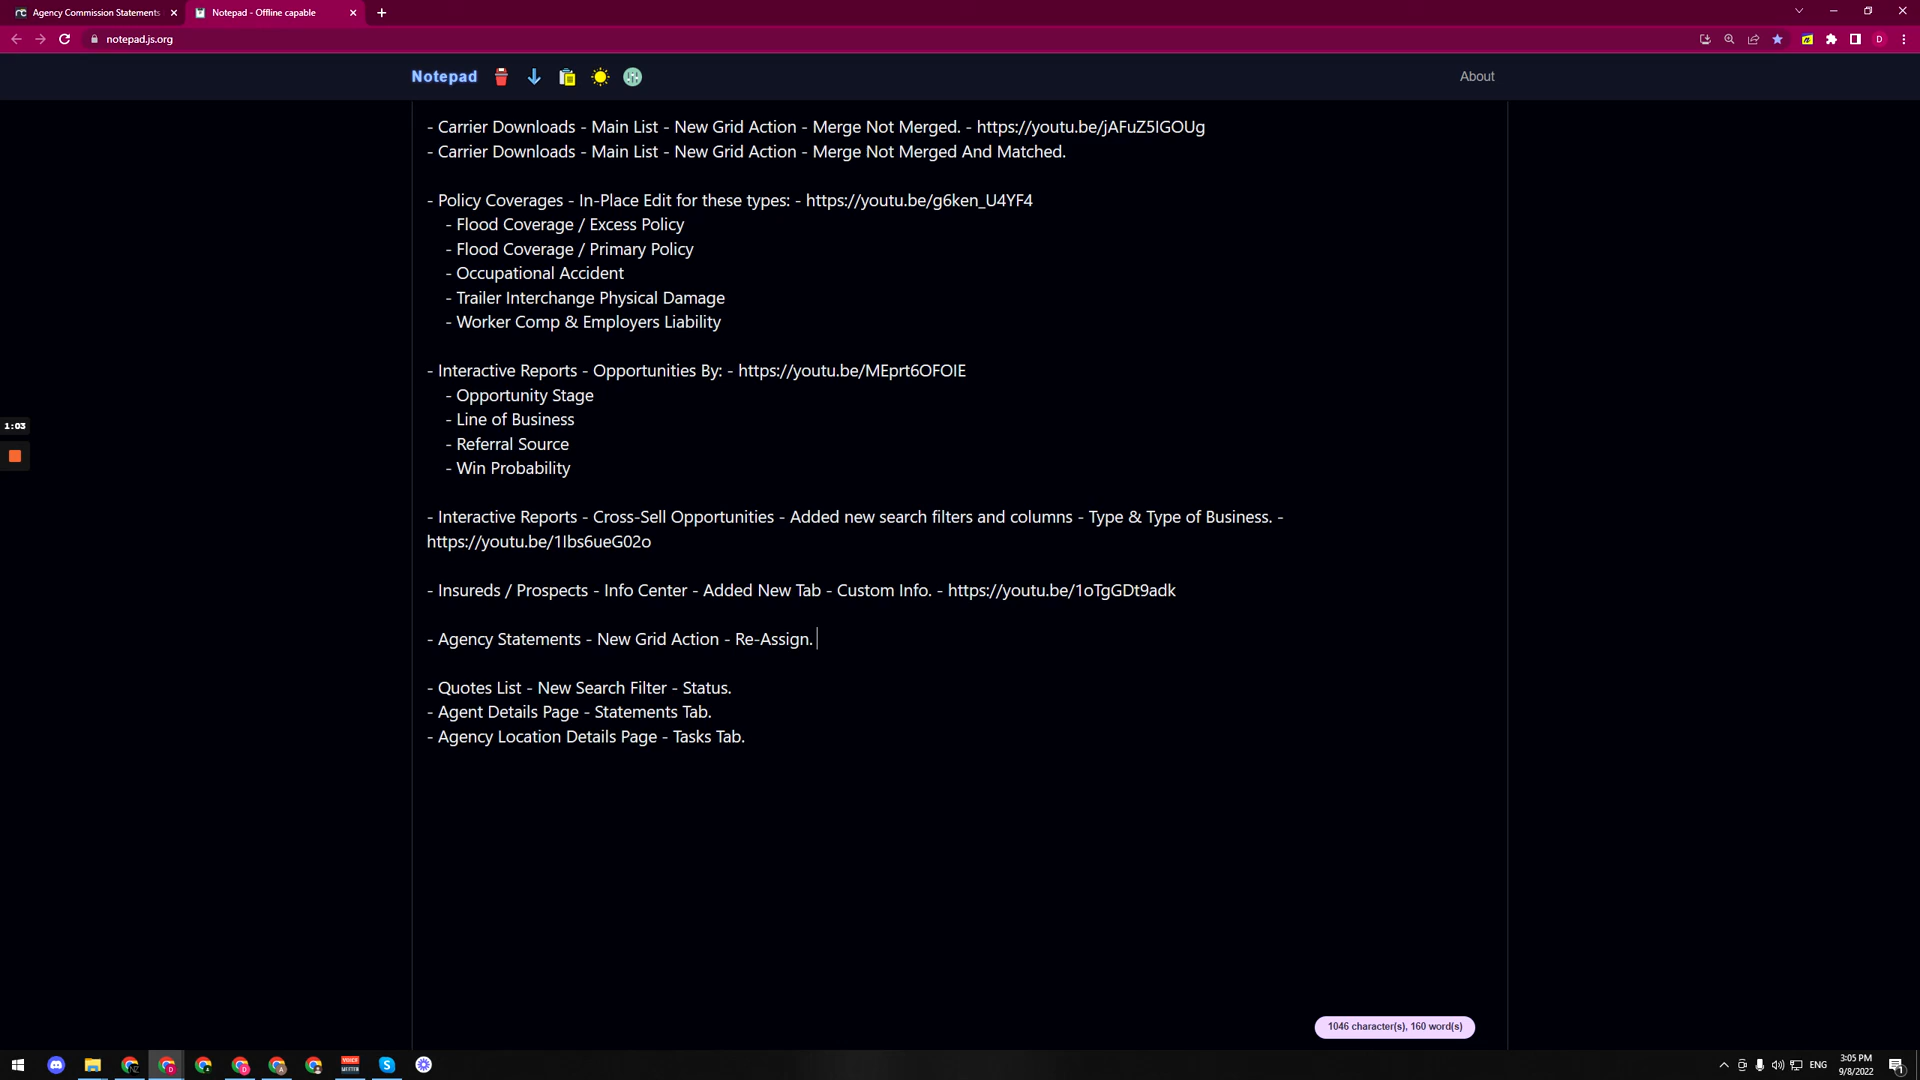 Agency Commission Statements
Notepad - Offline capable
notepad.js.org
Notepad
About
- Carrier Downloads - Main List - New Grid Action - Merge Not Merged. - https://youtu.be/jAFuZ5IGOUg
- Carrier Downloads - Main List - New Grid Action - Merge Not Merged And Matched.
- Policy Coverages - In-Place Edit for these types: - https://youtu.be/g6ken_U4YF4
- Flood Coverage / Excess Policy
- Flood Coverage / Primary Policy
- Occupational Accident
- Trailer Interchange Physical Damage
- Worker Comp & Employers Liability
- Interactive Reports - Opportunities By: - https://youtu.be/MEprt6OFOIE
- Opportunity Stage
- Line of Business
- Referral Source
- Win Probability
- Interactive Reports - Cross-Sell Opportunities - Added new search filters and columns - Type & Type of Business. -
https://youtu.be/1Ibs6ueG02o
- Insureds / Prospects - Info Center - Added New Tab - Custom Info. - https://youtu.be/1oTgGDt9adk
- Agency Statements - New Grid Action - Re-Assign.
- Quotes List - New Search Filter - Status.
- Agent Details Page - Statements Tab.
- Agency Location Details Page - Tasks Tab.
1:03
1046 character(s), 160 word(s)
ENG
3:05 PM
9/8/2022